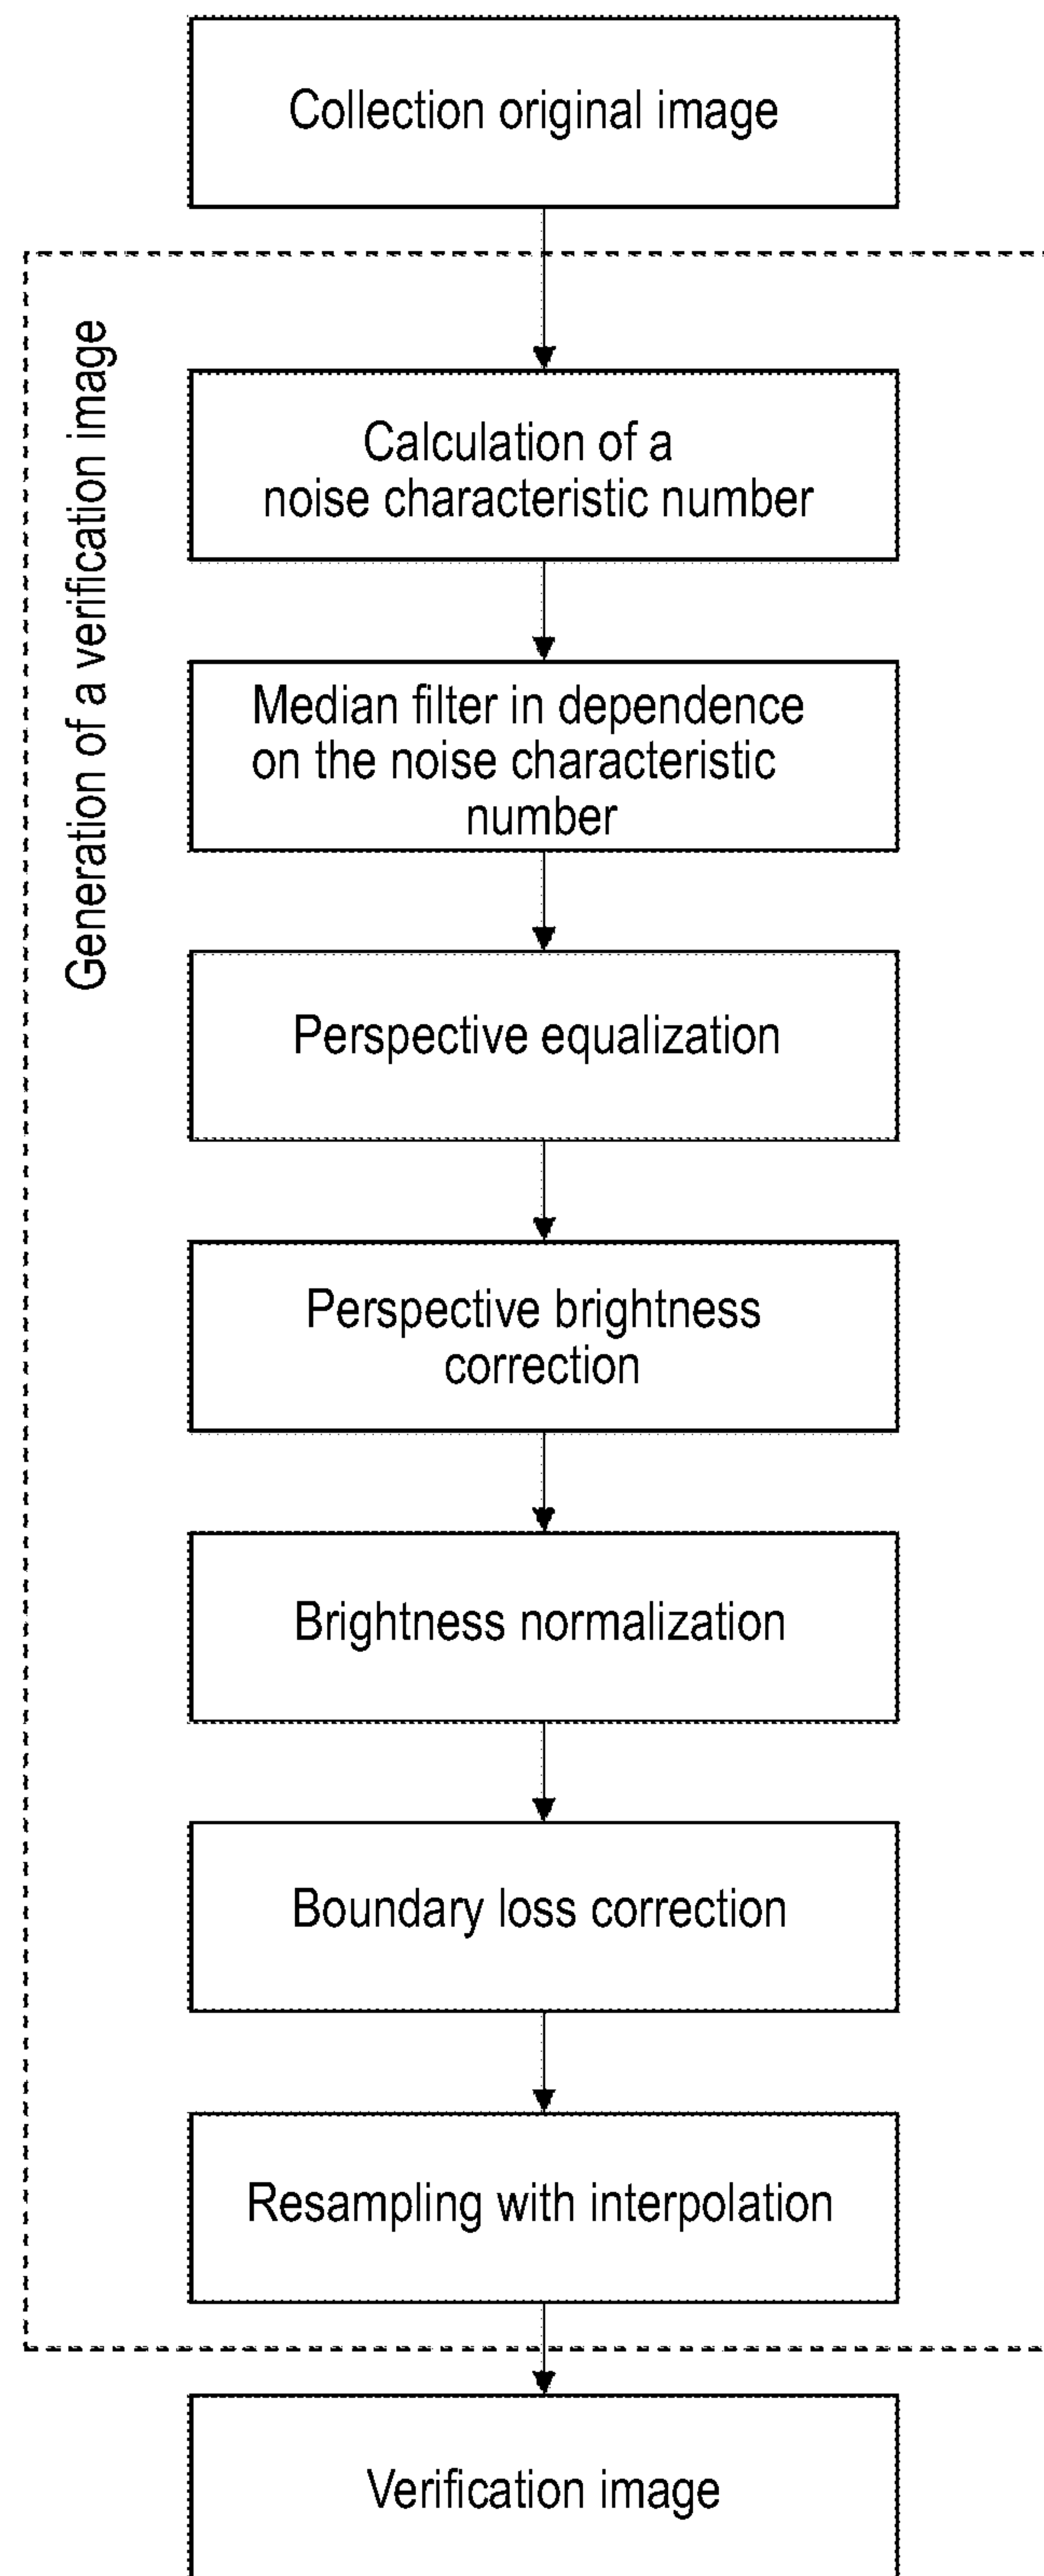 Collection original image
Generation of a verification image
Calculation of a
noise characteristic number
Median filter in dependence
on the noise characteristic
number
Perspective equalization
Perspective brightness
correction
Brightness normalization
Boundary loss correction
Resampling with interpolation
Verification image